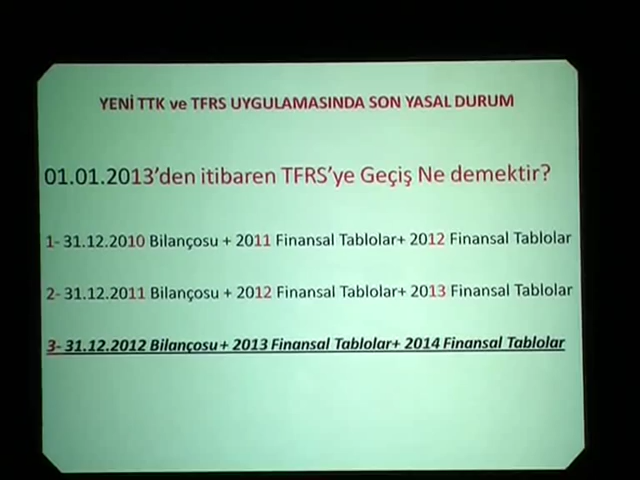 YENİ TTK ve TFRS UYGULAMASINDA SON YASAL DURUM
01.01.2013’den itibaren TFRS’ye Geçiş Ne demektir?
1- 31.12.2010 Bilançosu + 2011 Finansal Tablolar+ 2012 Finansal Tablolar
2- 31.12.2011 Bilançosu + 2012 Finansal Tablolar+ 2013 Finansal Tablolar
3- 31.12.2012 Bilançosu+ 2013 Finansal Tablolar+ 2014 Finansal Tablolar